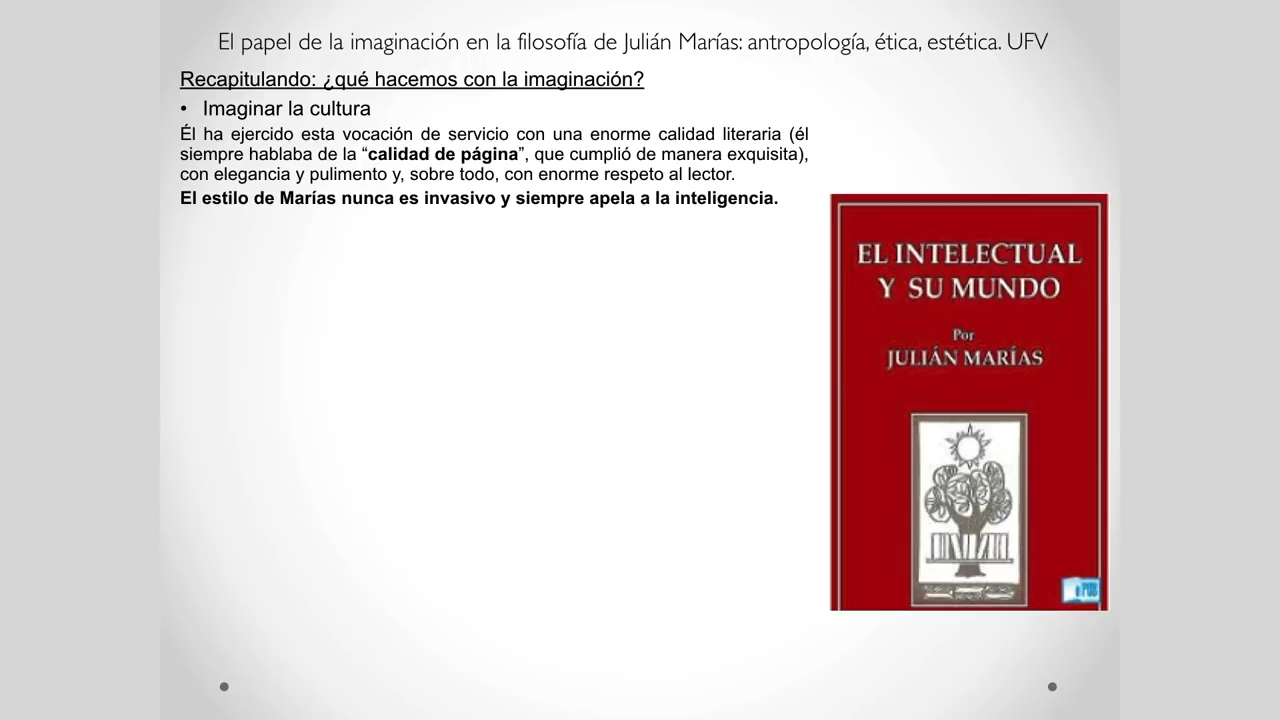 El papel de la imaginación en la filosofía de Julián Marías: antropología, ética, estética. UFV
Recapitulando: ¿qué hacemos con la imaginación?
• Imaginar la cultura
Él ha ejercido esta vocación de servicio con una enorme calidad literaria (él
siempre hablaba de la “calidad de página”, que cumplió de manera exquisita),
con elegancia y pulimento y, sobre todo, con enorme respeto al lector.
El estilo de Marías nunca es invasivo y siempre apela a la inteligencia.
EL INTELECTUAL
Y SU MUNDO
Por
JULIÁN MARÍAS